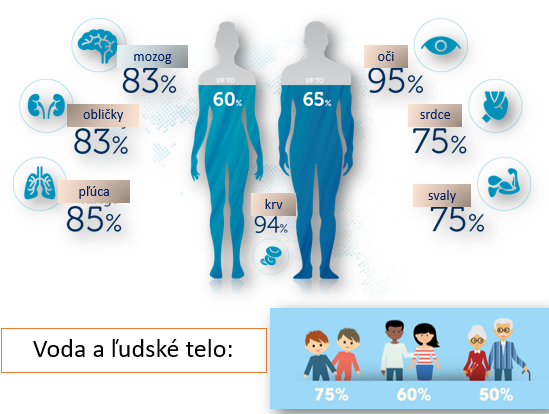 mozog
83%
obličky
83%
pľúca
85%
UP TO
60%
UP TO
65%
krv
94%
oči
95%
srdce
75%
svaly
75%
Voda a ľudské telo:
75% 60% 50%